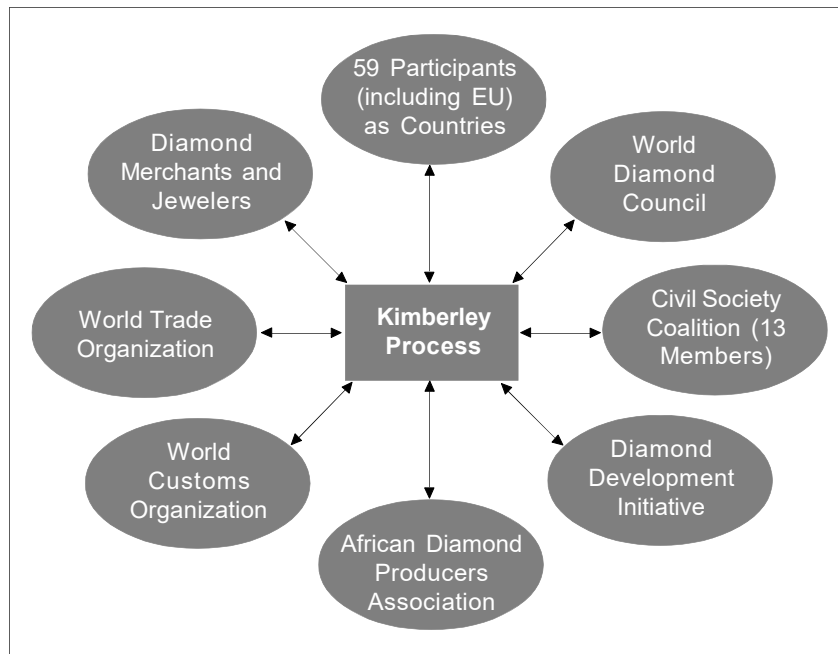 59 Participants
(including EU)
as Countries
Diamond
Merchants and
Jewelers
World
Diamond
Council
World Trade
Organization
Kimberley
Process
Civil Society
Coalition (13
Members)
World
Customs
Organization
Diamond
Development
Initiative
African Diamond
Producers
Association